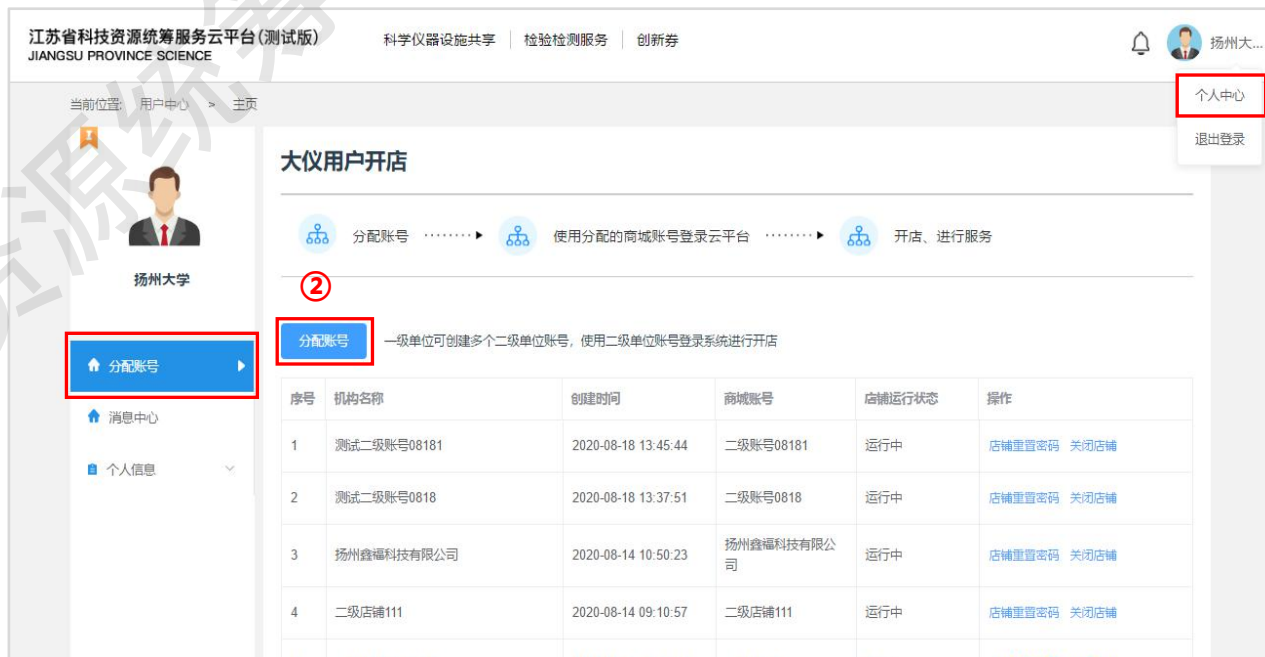 江苏省科技资源统筹服务云平台(测试版)
JIANGSU PROVINCE SCIENCE
科学仪器设施共享 | 检验检测服务 | 创新券
扬州大...
个人中心
退出登录
当前位置: 用户中心 > 主页
扬州大学
分配账号
消息中心
个人信息
大仪用户开店
分配账号 ········▶ 使用分配的商城账号登录云平台 ········▶ 开店、进行服务
②
分配账号 一级单位可创建多个二级单位账号，使用二级单位账号登录系统进行开店
序号 机构名称 创建时间 商城账号 店铺运行状态 操作
1 测试二级账号08181 2020-08-18 13:45:44 二级账号08181 运行中 店铺重置密码 关闭店铺
2 测试二级账号0818 2020-08-18 13:37:51 二级账号0818 运行中 店铺重置密码 关闭店铺
3 扬州鑫福科技有限公司 2020-08-14 10:50:23 扬州鑫福科技有限公
司 运行中 店铺重置密码 关闭店铺
4 二级店铺111 2020-08-14 09:10:57 二级店铺111 运行中 店铺重置密码 关闭店铺
资源统筹